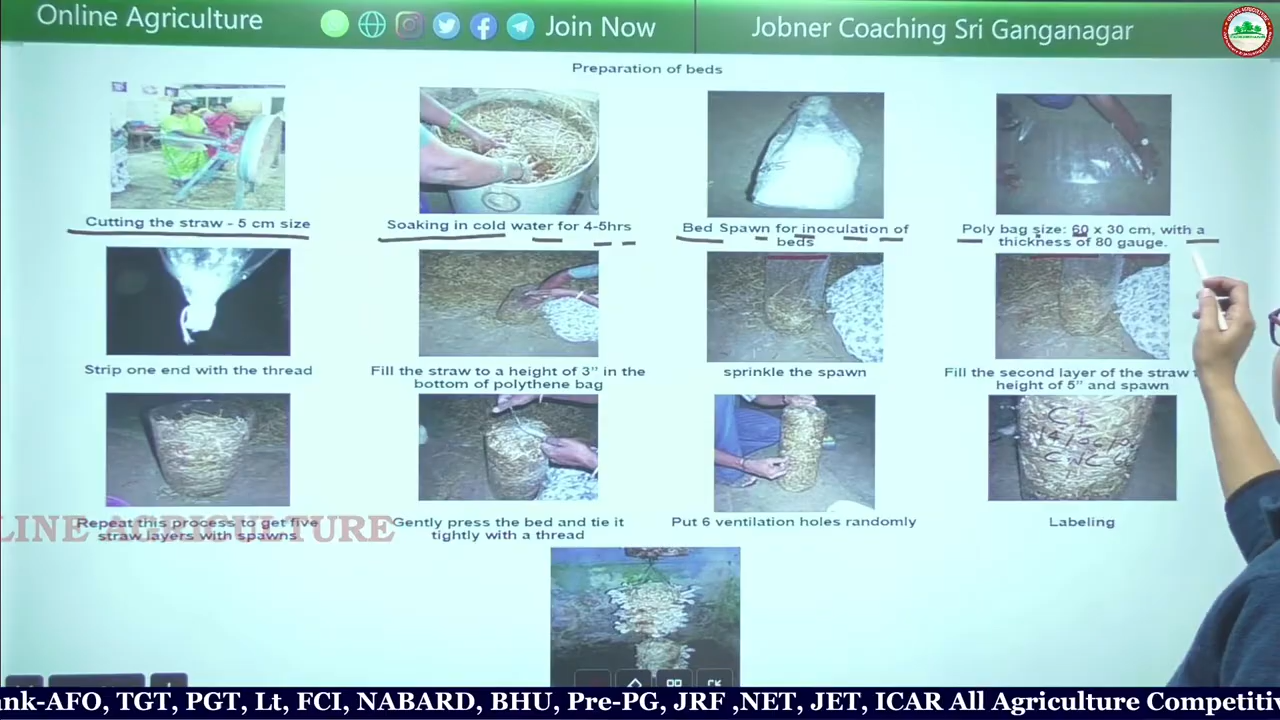 Online Agriculture
Join Now
Jobner Coaching Sri Ganganagar
Preparation of beds
Cutting the straw - 5 cm size
Soaking in cold water for 4-5hrs
Bed Spawn for inoculation of
beds
Poly bag size: 60 x 30 cm, with a
thickness of 80 gauge.
Strip one end with the thread
Fill the straw to a height of 3" in the
bottom of polythene bag
sprinkle the spawn
Fill the second layer of the straw
height of 5" and spawn
Repeat this process to get five
straw layers with spawns
LINE AGRICULTURE
Gently press the bed and tie it
tightly with a thread
Put 6 ventilation holes randomly
Labeling
nk-AFO, TGT, PGT, Lt, FCI, NABARD, BHU, Pre-PG, JRF ,NET, JET, ICAR All Agriculture Competitiv